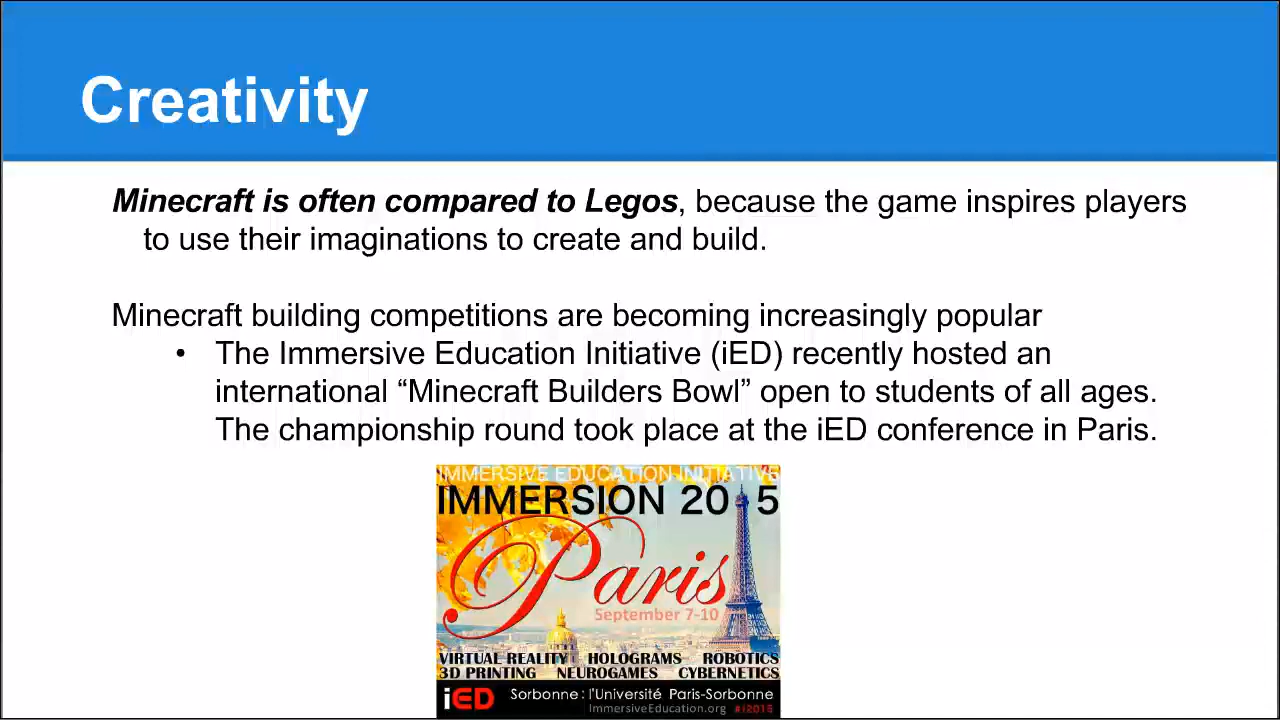 Creativity
Minecraft is often compared to Legos, because the game inspires players
to use their imaginations to create and build.
Minecraft building competitions are becoming increasingly popular
• The Immersive Education Initiative (iED) recently hosted an
international “Minecraft Builders Bowl” open to students of all ages.
The championship round took place at the iED conference in Paris.
IMMERSIVE EDUCATION INITIATIVE
IMMERSION 20 5
Paris
September 7-10
VIRTUAL REALITY HOLOGRAMS ROBOTICS
3D PRINTING NEUROGAMES CYBERNETICS
iED Sorbonne : l'Université Paris-Sorbonne
ImmersiveEducation.org #i2015